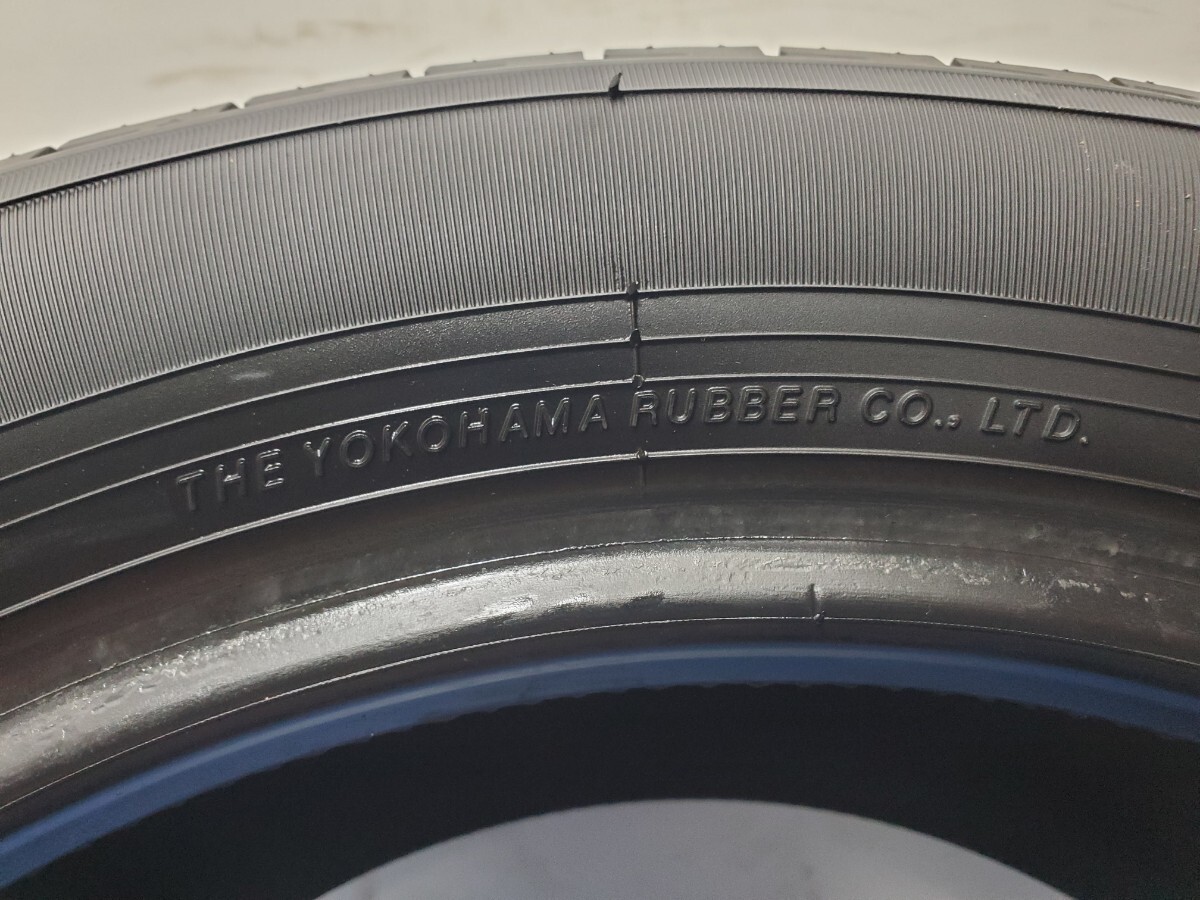 THE YOKOHAMA RUBBER CO., LTD.